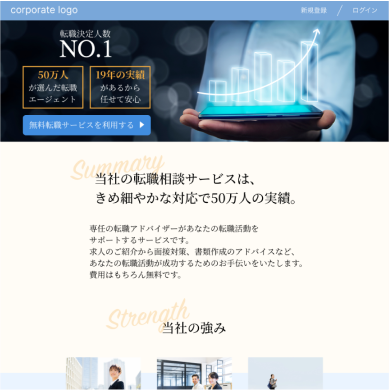 corporate logo
新規登録 / ログイン
転職決定人数
NO.1
50万人
が選んだ転職
エージェント
19年の実績
があるから
任せて安心
無料転職サービスを利用する
Summary
当社の転職相談サービスは、
きめ細やかな対応で50万人の実績。
専任の転職アドバイザーがあなたの転職活動を
サポートするサービスです。
求人のご紹介から面接対策、書類作成のアドバイスなど、
あなたの転職活動が成功するためのお手伝いをいたします。
費用はもちろん無料です。
Strength
当社の強み